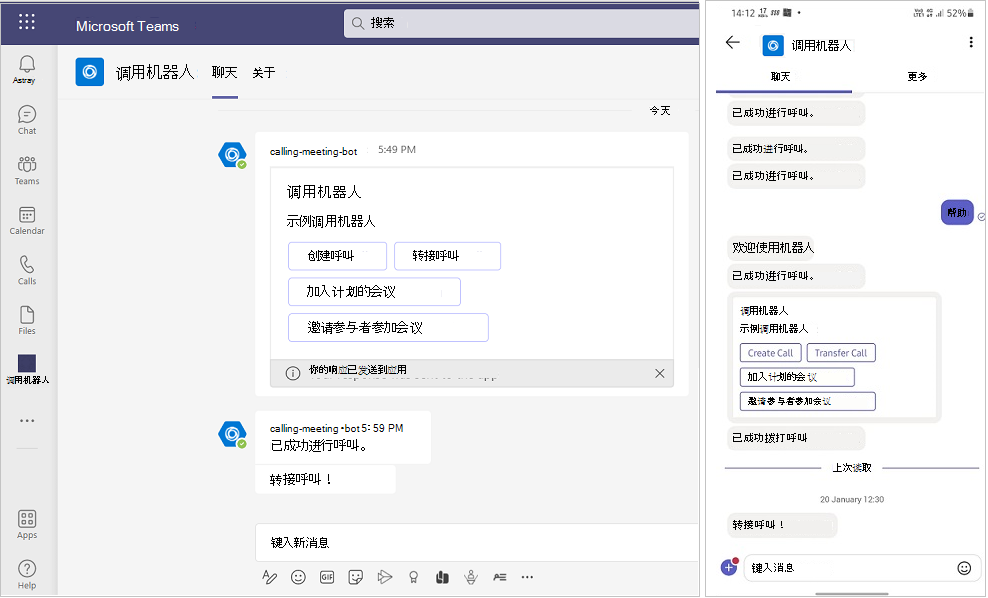 Microsoft Teams
搜索
Astray
Chat
Teams
Calendar
Calls
Files
调用机器人
Apps
Help
调用机器人
聊天
关于
今天
calling-meeting-bot
5:49 PM
调用机器人
示例调用机器人
创建呼叫
转接呼叫
加入计划的会议
邀请参与者参加会议
你的响应已发送到应用
calling-meeting-bot 5:59 PM
已成功进行呼叫。
转接呼叫！
键入新消息
GIF
14:12
52%
调用机器人
聊天
更多
已成功进行呼叫。
已成功进行呼叫。
已成功进行呼叫。
帮助
欢迎使用机器人
已成功进行呼叫。
调用机器人
示例调用机器人
Create Call
Transfer Call
加入计划的会议
邀请参与者参加会议
已成功拨打呼叫
上次读取
20 January 12:30
转接呼叫！
键入消息